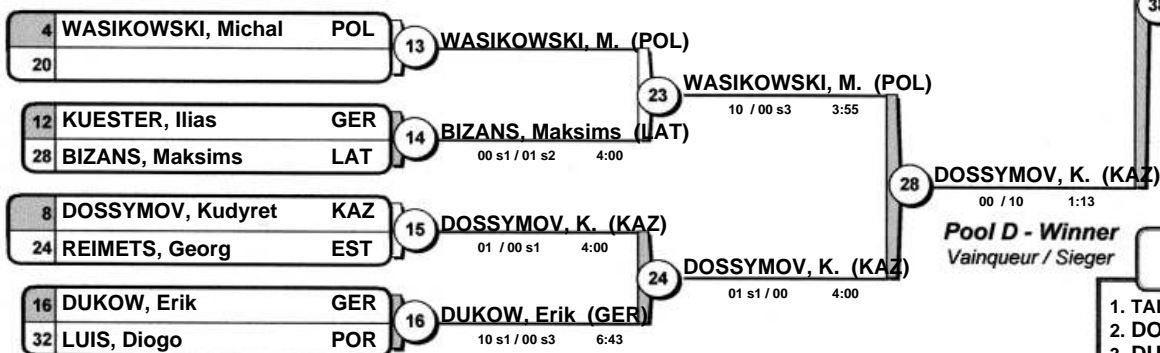 38
4 WASIKOWSKI, Michal POL
20
13 WASIKOWSKI, M. (POL)
12 KUESTER, Ilias GER
28 BIZANS, Maksims LAT
14 BIZANS, Maksims (LAT)
00 s1 / 01 s2 4:00
23 WASIKOWSKI, M. (POL)
10 / 00 s3 3:55
8 DOSSYMOV, Kudyret KAZ
24 REIMETS, Georg EST
15 DOSSYMOV, K. (KAZ)
01 / 00 s1 4:00
16 DUKOW, Erik GER
32 LUIS, Diogo POR
16 DUKOW, Erik (GER)
10 s1 / 00 s3 6:43
24 DOSSYMOV, K. (KAZ)
01 s1 / 00 4:00
28 DOSSYMOV, K. (KAZ)
00 / 10 1:13
Pool D - Winner
Vainqueur / Sieger
1.
2.